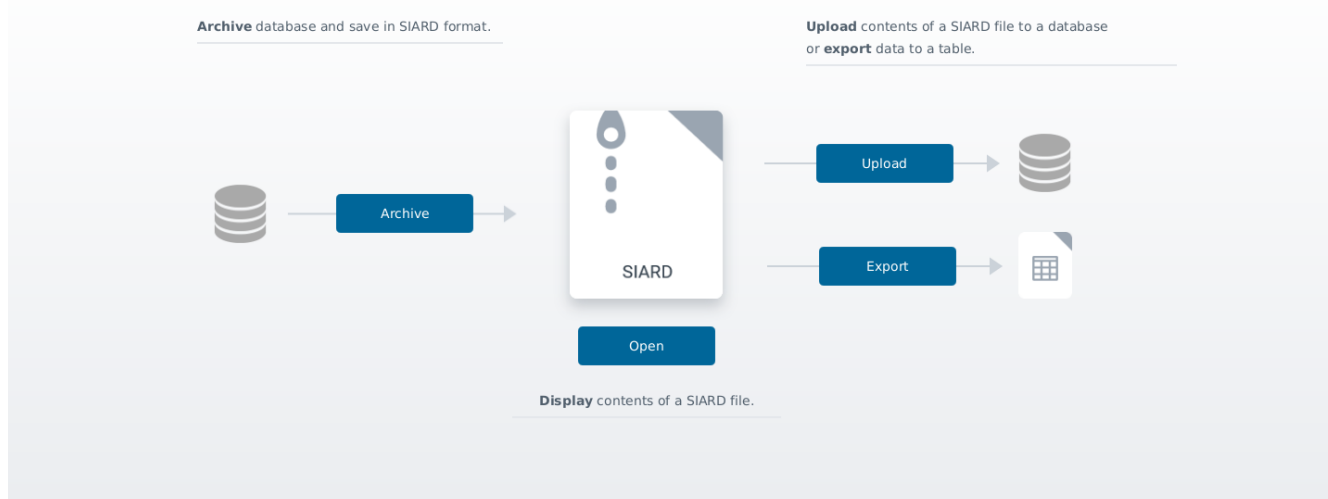 Archive database and save in SIARD format.
Upload contents of a SIARD file to a database
or export data to a table.
Archive
SIARD
Upload
Export
Open
Display contents of a SIARD file.